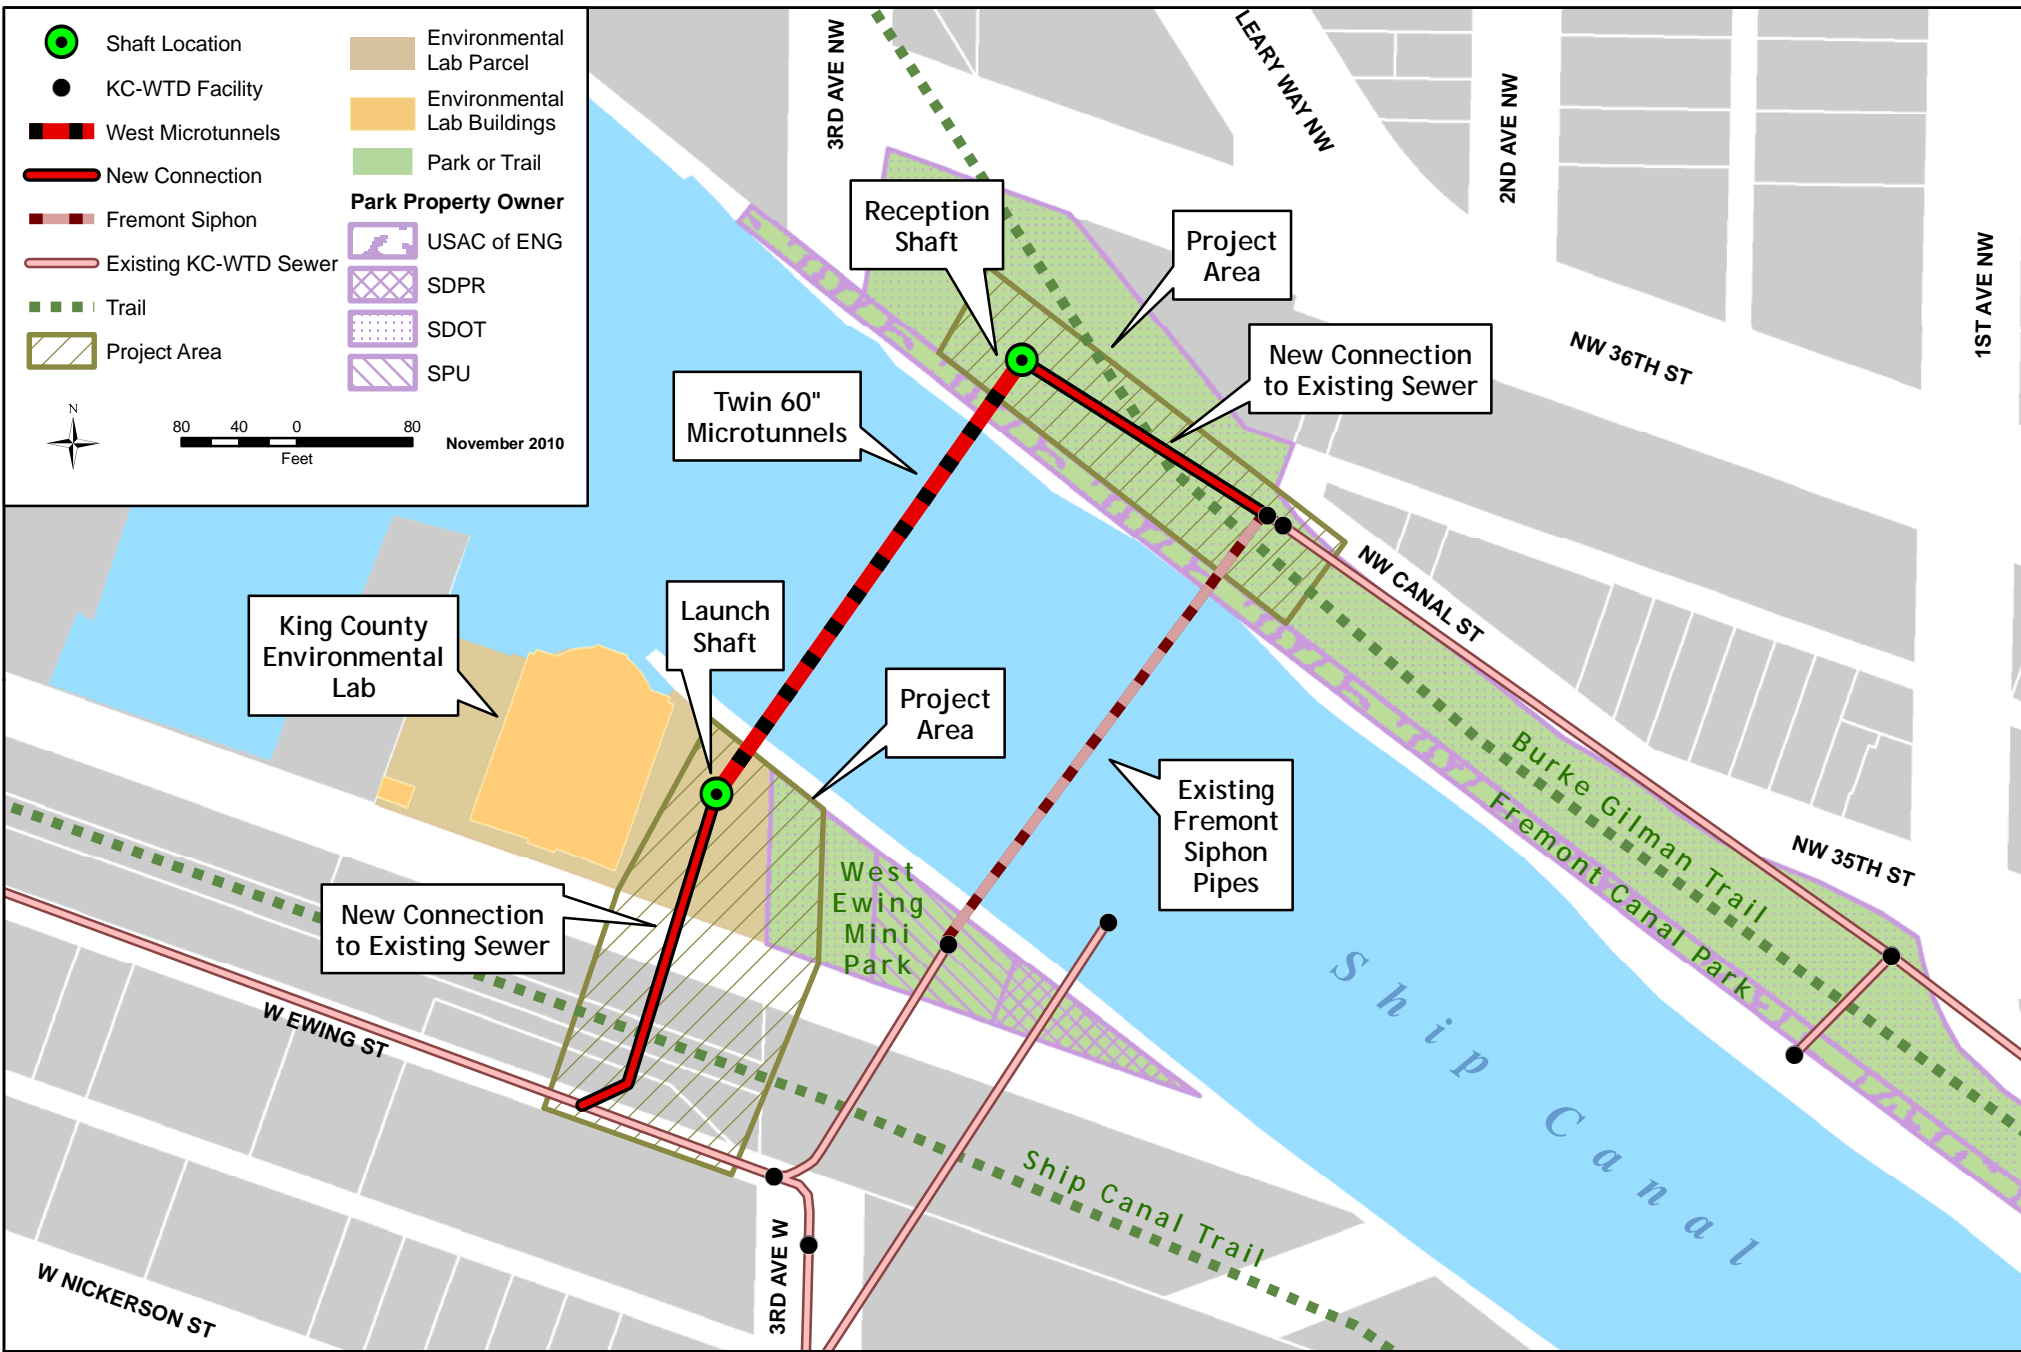 Shaft Location
KC-WTD Facility
West Microtunnels
New Connection
Fremont Siphon
Existing KC-WTD Sewer
Trail
Project Area
Environmental
Lab Parcel
Environmental
Lab Buildings
Park or Trail
Park Property Owner
USAC of ENG
SDPR
SDOT
SPU
N
80 40 0 80
Feet
November 2010
3RD AVE NW
LEARY WAY NW
2ND AVE NW
1ST AVE NW
Reception
Shaft
Project
Area
New Connection
to Existing Sewer
NW 36TH ST
Twin 60"
Microtunnels
NW CANAL ST
King County
Environmental
Lab
Launch
Shaft
Project
Area
Existing
Fremont
Siphon
Pipes
Burke Gilman Trail
Fremont Canal Park
NW 35TH ST
West
Ewing
Mini
Park
New Connection
to Existing Sewer
W EWING ST
Ship Canal
Ship Canal Trail
3RD AVE W
W NICKERSON ST